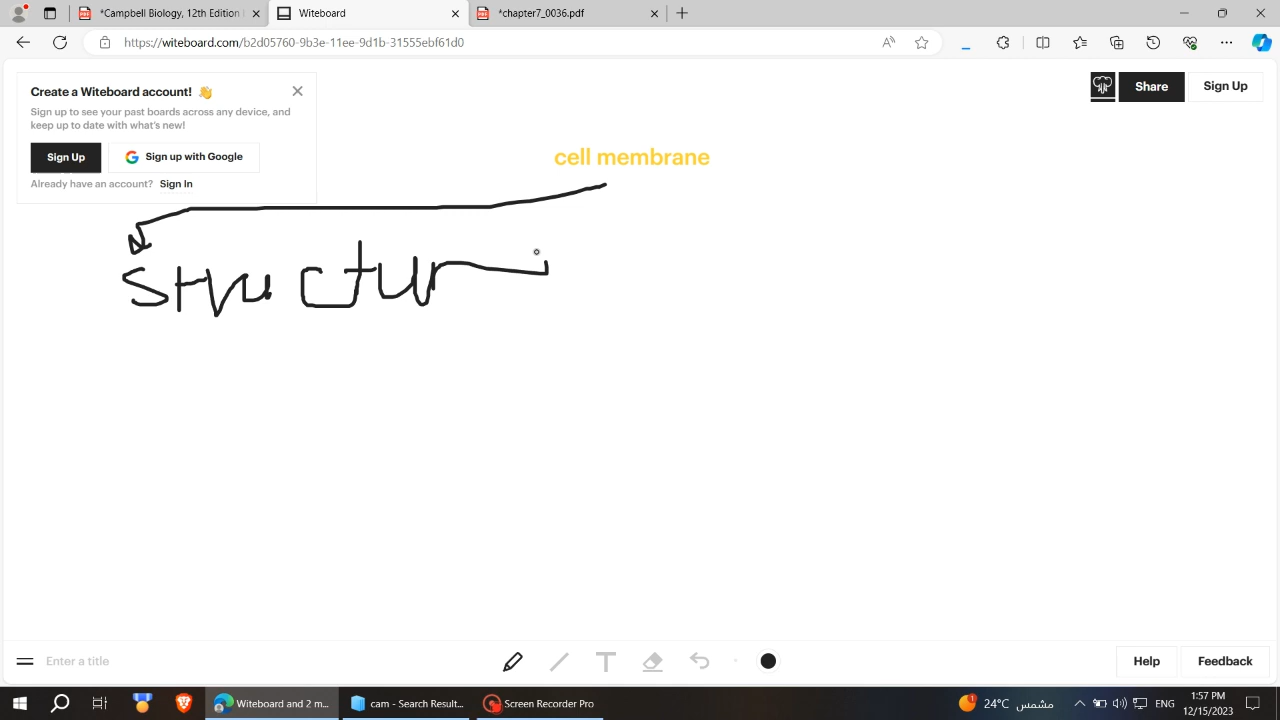 *Campbell Biology, 12th Edition
Witeboard
*chapter7_0036.pdf
https://witeboard.com/b2d05760-9b3e-11ee-9d1b-31555ebf61d0
Create a Witeboard account! 👋
Sign up to see your past boards across any device, and
keep up to date with what's new!
Sign Up
Sign up with Google
Already have an account? Sign In
Share
Sign Up
cell membrane
Structur
Enter a title
Help
Feedback
Witeboard and 2 m...
cam - Search Result...
Screen Recorder Pro
24°C مشمس
ENG
1:57 PM
12/15/2023